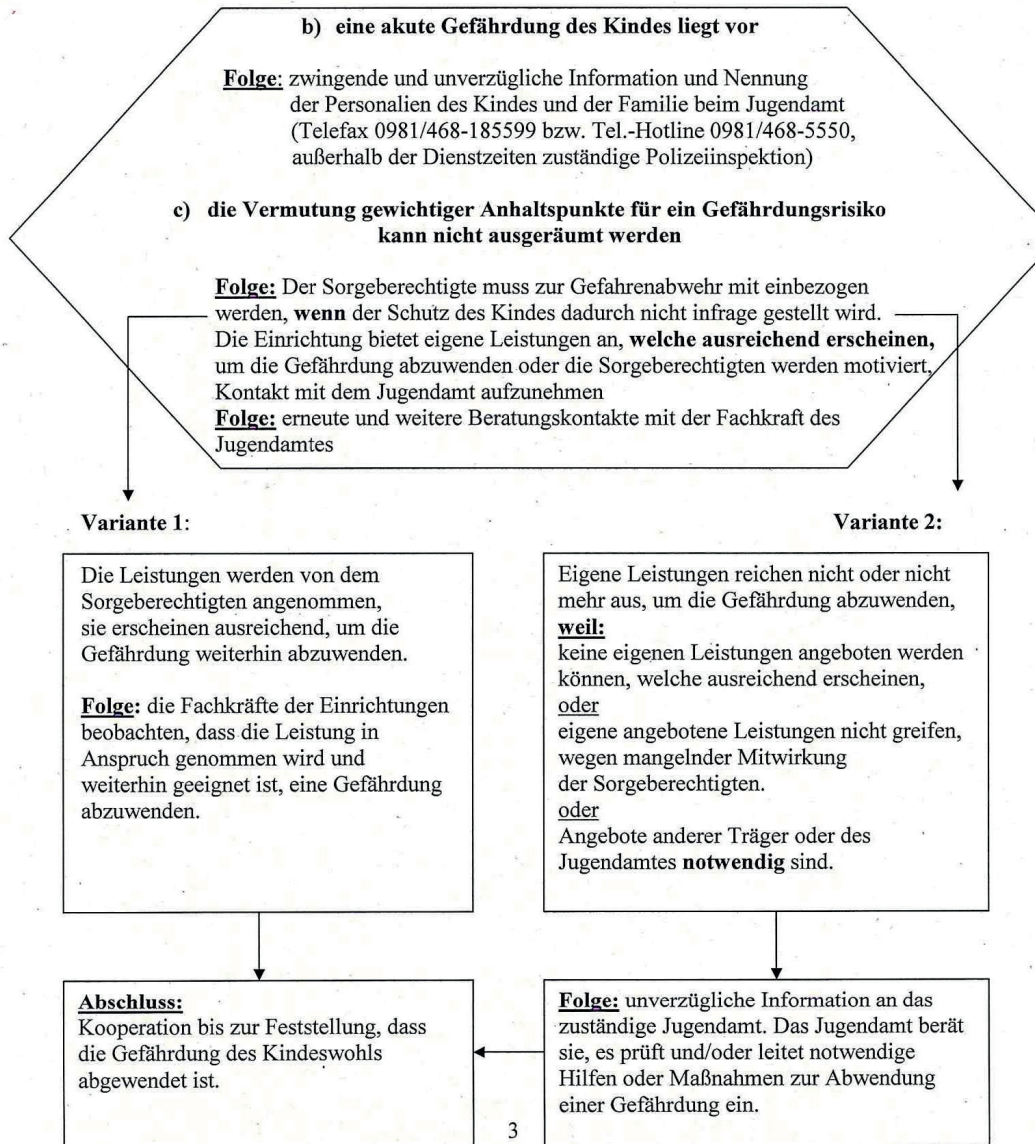 b) eine akute Gefährdung des Kindes liegt vor
Folge: zwingende und unverzügliche Information und Nennung
der Personalien des Kindes und der Familie beim Jugendamt
(Telefax 0981/468-185599 bzw. Tel.-Hotline 0981/468-5550,
außerhalb der Dienstzeiten zuständige Polizeiinspektion)
c) die Vermutung gewichtiger Anhaltspunkte für ein Gefährdungsrisiko
kann nicht ausgeräumt werden
Folge: Der Sorgeberechtigte muss zur Gefahrenabwehr mit einbezogen
werden, wenn der Schutz des Kindes dadurch nicht infrage gestellt wird.
Die Einrichtung bietet eigene Leistungen an, welche ausreichend erscheinen,
um die Gefährdung abzuwenden oder die Sorgeberechtigten werden motiviert,
Kontakt mit dem Jugendamt aufzunehmen
Folge: erneute und weitere Beratungskontakte mit der Fachkraft des
Jugendamtes
Variante 1:
Die Leistungen werden von dem
Sorgeberechtigten angenommen,
sie erscheinen ausreichend, um die
Gefährdung weiterhin abzuwenden.
Folge: die Fachkräfte der Einrichtungen
beobachten, dass die Leistung in
Anspruch genommen wird und
weiterhin geeignet ist, eine Gefährdung
abzuwenden.
Variante 2:
Eigene Leistungen reichen nicht oder nicht
mehr aus, um die Gefährdung abzuwenden,
weil:
keine eigenen Leistungen angeboten werden
können, welche ausreichend erscheinen,
oder
eigene angebotene Leistungen nicht greifen,
wegen mangelnder Mitwirkung
der Sorgeberechtigten.
oder
Angebote anderer Träger oder des
Jugendamtes notwendig sind.
Abschluss:
Kooperation bis zur Feststellung, dass
die Gefährdung des Kindeswohls
abgewendet ist.
Folge: unverzügliche Information an das
zuständige Jugendamt. Das Jugendamt berät
sie, es prüft und/oder leitet notwendige
Hilfen oder Maßnahmen zur Abwendung
einer Gefährdung ein.
3